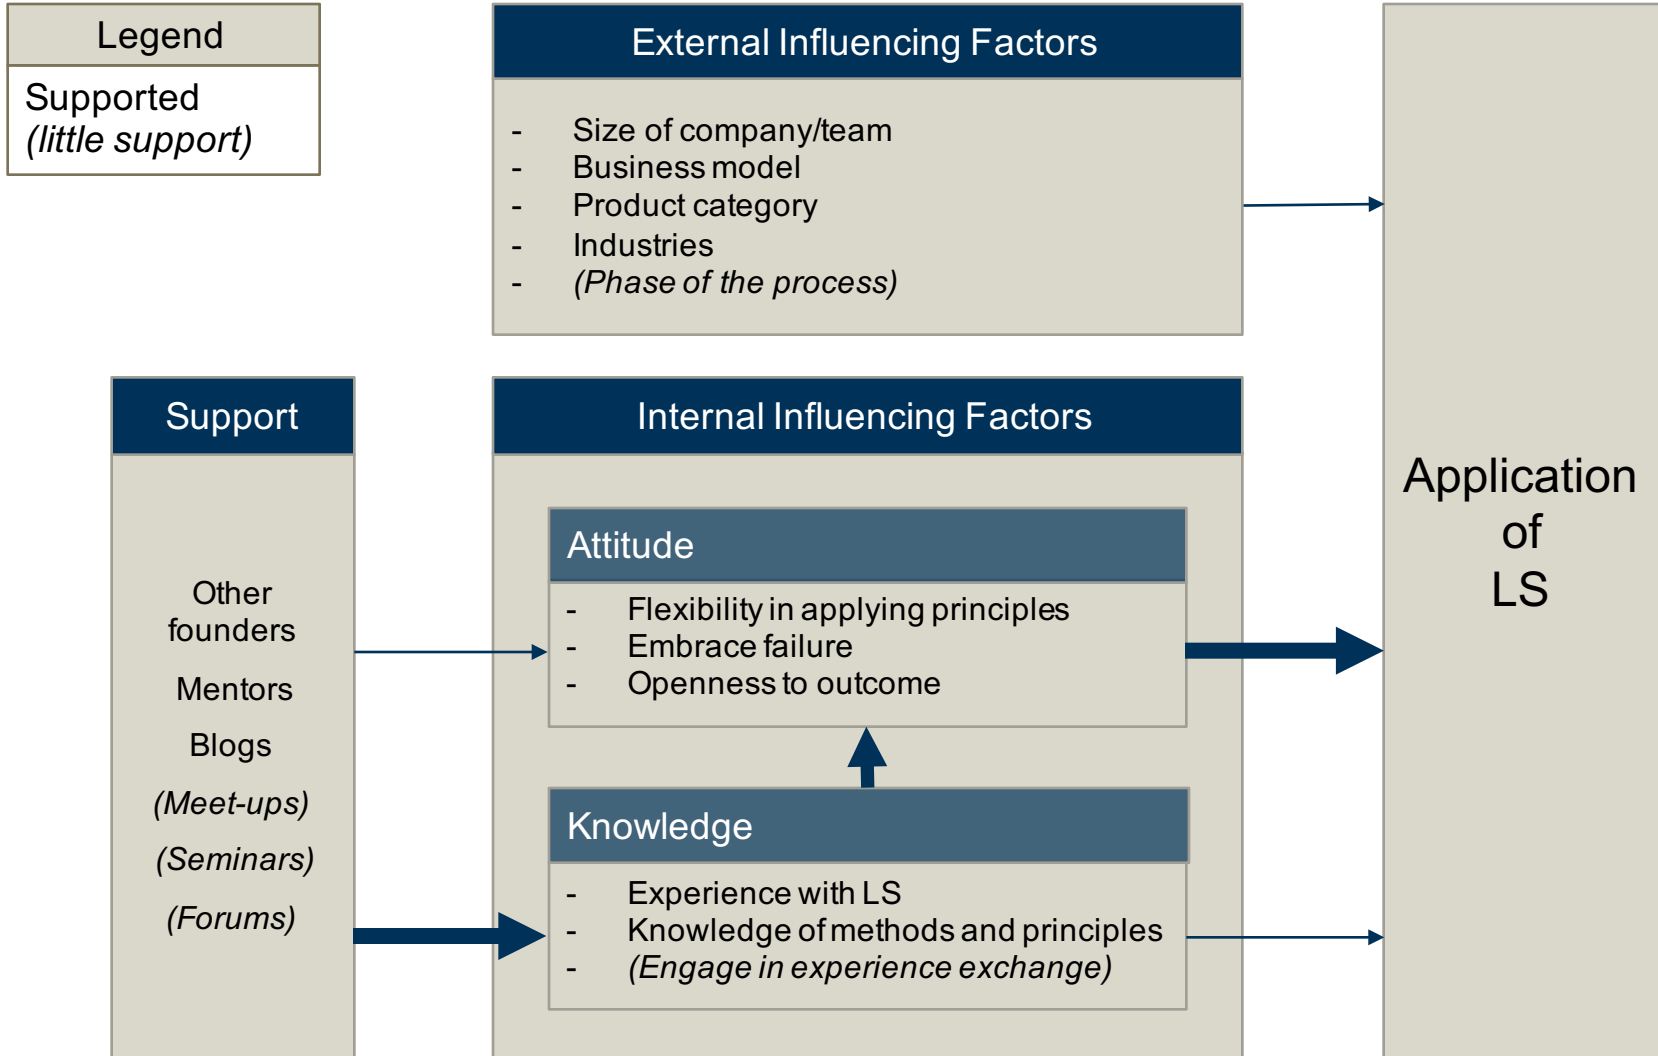 Legend
Supported
(little support)
External Influencing Factors
- Size of company/team
- Business model
- Product category
- Industries
- (Phase of the process)
Support
Other
founders
Mentors
Blogs
(Meet-ups)
(Seminars)
(Forums)
Internal Influencing Factors
Attitude
- Flexibility in applying principles
- Embrace failure
- Openness to outcome
Knowledge
- Experience with LS
- Knowledge of methods and principles
- (Engage in experience exchange)
Application
of
LS